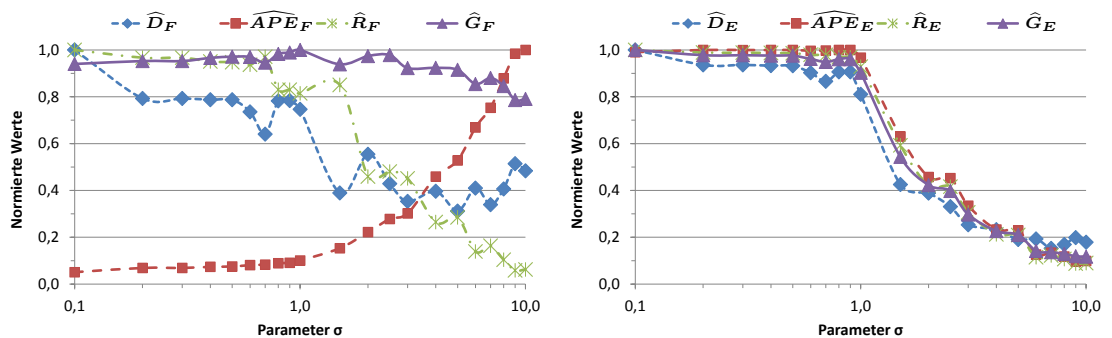 D̂_F  ÂPE_F  R̂_F  Ĝ_F
Normierte Werte
1,0
0,8
0,6
0,4
0,2
0,0
0,1  1,0  10,0
Parameter σ
D̂_E  ÂPE_E  R̂_E  Ĝ_E
Normierte Werte
1,0
0,8
0,6
0,4
0,2
0,0
0,1  1,0  10,0
Parameter σ